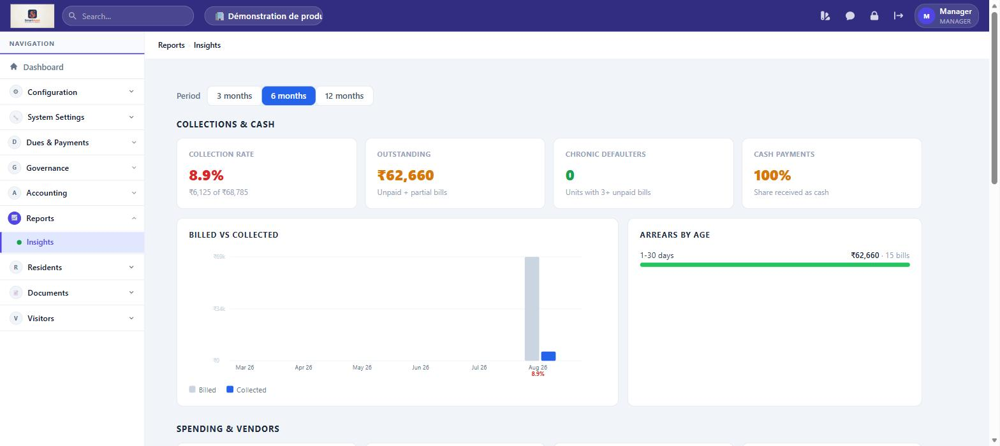 Search...
Démonstration de produ
M
Manager
MANAGER
NAVIGATION
Reports
Insights
Dashboard
Configuration
System Settings
D
Dues & Payments
G
Governance
A
Accounting
Reports
Insights
R
Residents
Documents
V
Visitors
Period
3 months
6 months
12 months
COLLECTIONS & CASH
COLLECTION RATE
8.9%
₹6,125 of ₹68,785
OUTSTANDING
₹62,660
Unpaid + partial bills
CHRONIC DEFAULTERS
0
Units with 3+ unpaid bills
CASH PAYMENTS
100%
Share received as cash
BILLED VS COLLECTED
₹69k
₹34k
₹0
Mar 26
Apr 26
May 26
Jun 26
Jul 26
Aug 26
8.9%
Billed
Collected
ARREARS BY AGE
1-30 days
₹62,660 · 15 bills
SPENDING & VENDORS